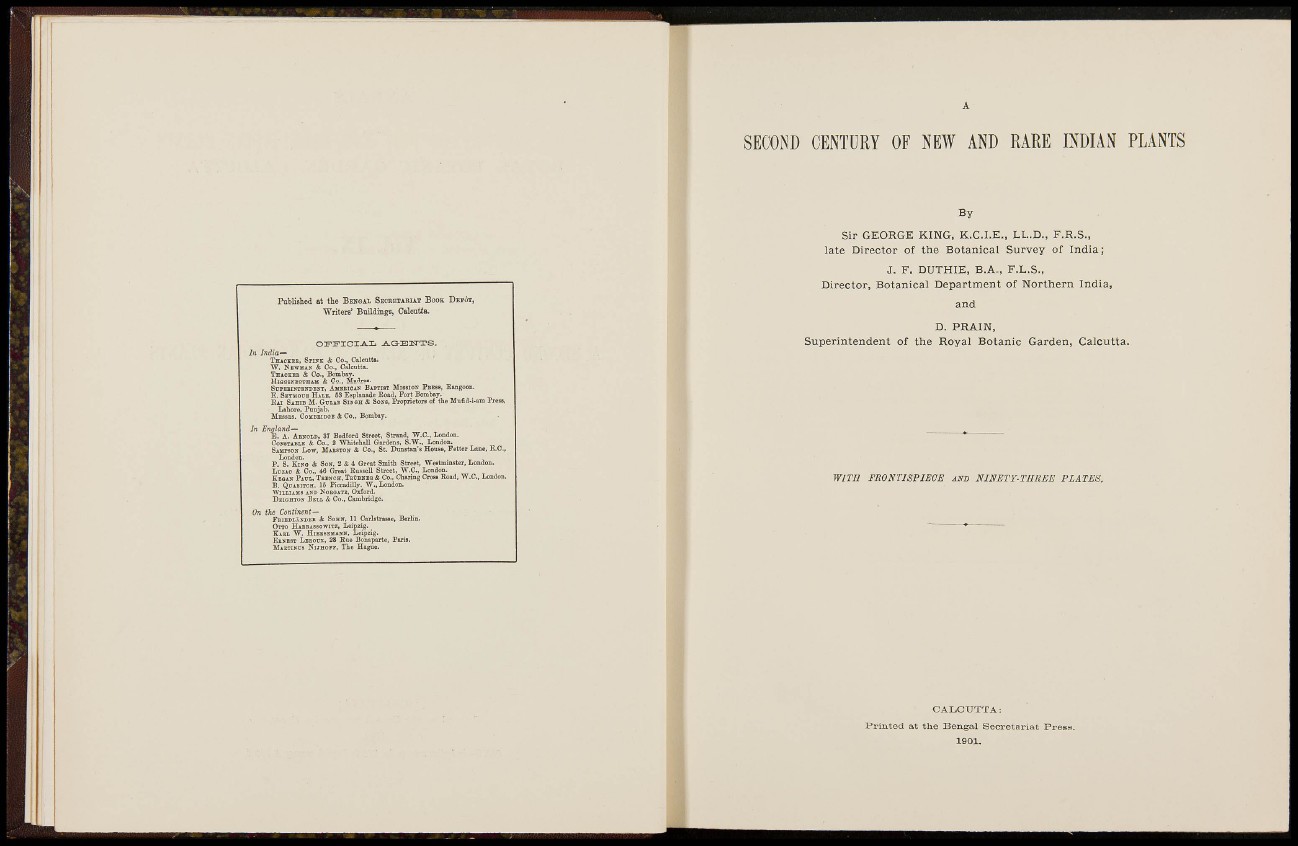 Published at the BENGAL SECRETARIAT BOOK DEPÔT,
Writers' Buildings, Calcutta.
OFFICIAL AGENTS.
In India—
THACKER, SPINK & Co., Calcutta.
W. NEWMAN & Co., Calcutta.
THACKER & Co., Bombay.
HIGGINBOTHAM & Co., Madras.
SUPERINTENDENT, AMERICAN BAPTIST MISSION PRESS, Rangoon.
E. SEYMOUR HALE, 53 Esplanade Road, Fort Bombay.
RAI SAHIB M. GULAB SINGH & SONS, Proprietors of the Mufid-i-am Press,
Lahore, Punjab.
MESSRS. COMBRIDGE & Co., Bombay.
In England—
E. A. ARNOLD, 37 Bedford Street, Strand, W.C., London.
CONSTABLE & Co., 2 Whitehall Gardens, S.W., London.
SAMPSON LOW, MARSTON & Co., St. Dunstan's House, Fetter Lane, E.C.,
London.
P. S. KING & SON, 2 & 4 Great Smith Street, Westminster, London.
LUZAC & Co., 46 Great Russell Street, W.C., London.
KEGAN PAUL, TRENCH, TRÜBNER & Co., Charing Cross Road, W.C., London.
B. QUARITCH, 15 Piccadilly, W., London.
WILLIAMS AND NORGATE, Oxford.
DEIGHTON BELL & Co., Cambridge.
On the Continent—
FRIEDLÄNDER & SOHN, 11 Carlstrasse, Berlin.
OTTO HARRASSOWITZ, Leipzig.
KARL W. HIERSEMANN, Leipzig.
ERNEST LEROUX, 28 Rue Bonaparte, Paris.
MARTINUS NIJHOFF, The Hague.
A
SECOND CENTURY OF NEW AND RARE INDIAN PLANTS
By
Sir GEORGE KING, K.C.I.E., LL.D., F.R.S.,
late Director of the Botanical Survey of India;
J. F. DUTHIE, B.A., F.L.S.,
Director, Botanical Department of Northern India,
and
D. PRAIN,
Superintendent of the Royal Botanic Garden, Calcutta.
WITH FRONTISPIECE AND NINETY-THREE PLATES.
CALCUTTA:
Printed at the Bengal Secretariat Press.
1901.